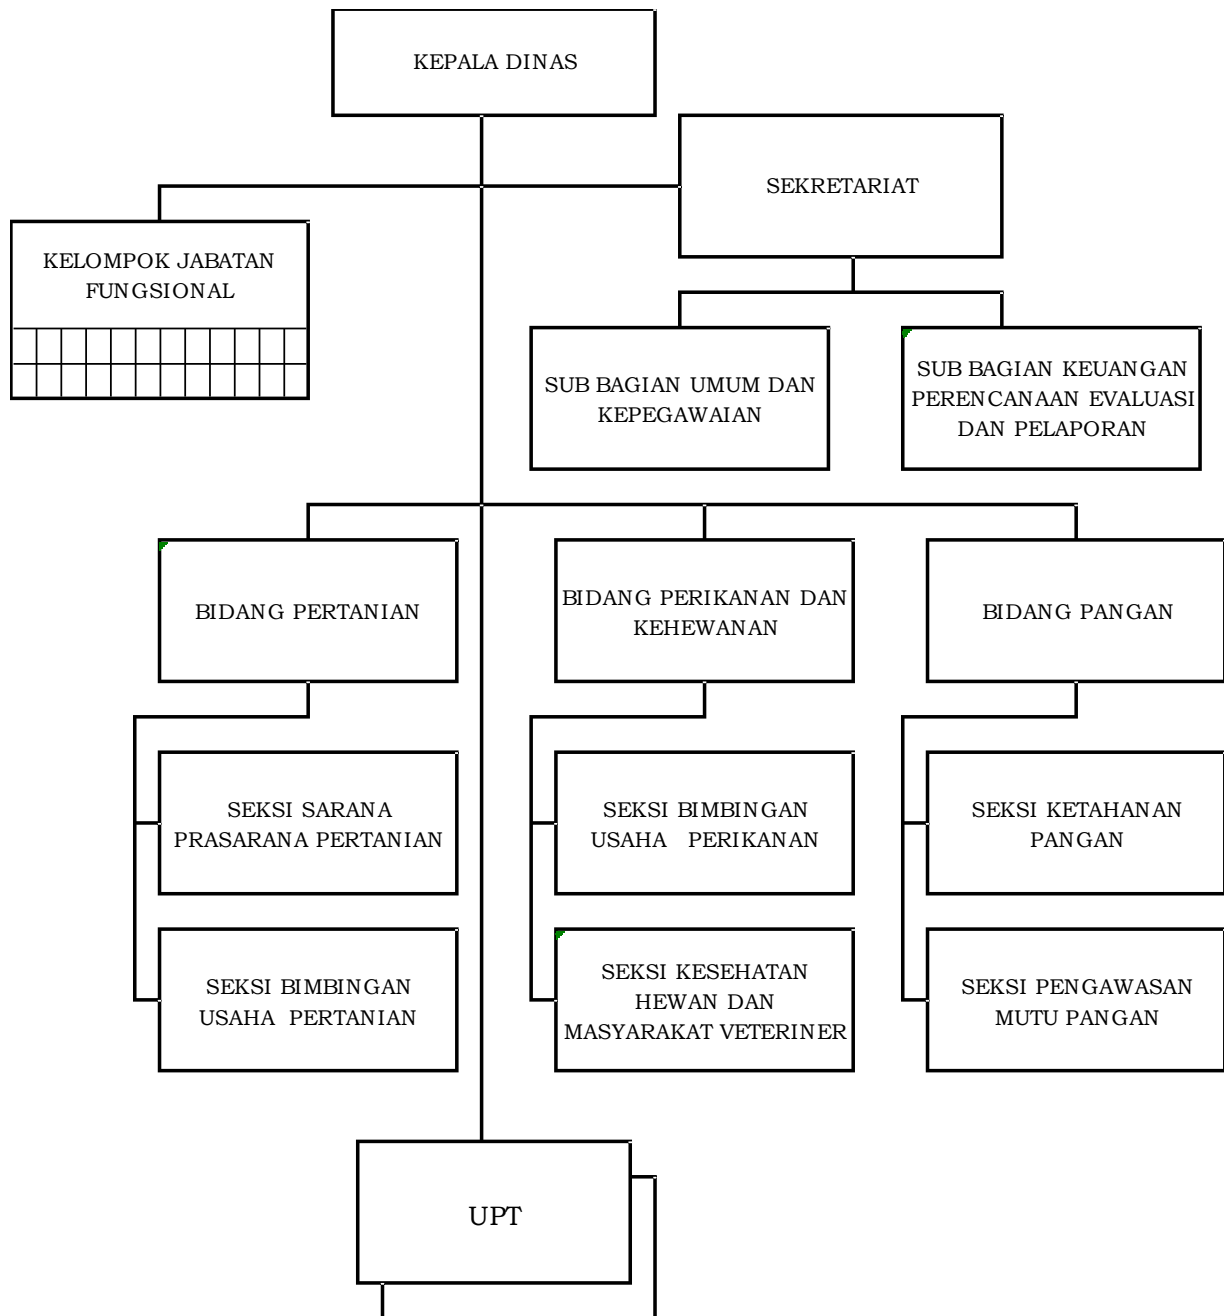 KEPALA DINAS
SEKRETARIAT
KELOMPOK JABATAN
FUNGSIONAL
SUB BAGIAN UMUM DAN
KEPEGAWAIAN
SUB BAGIAN KEUANGAN
PERENCANAAN EVALUASI
DAN PELAPORAN
BIDANG PERTANIAN
BIDANG PERIKANAN DAN
KEHEWANAN
BIDANG PANGAN
SEKSI SARANA
PRASARANA PERTANIAN
SEKSI BIMBINGAN
USAHA PERIKANAN
SEKSI KETAHANAN
PANGAN
SEKSI BIMBINGAN
USAHA PERTANIAN
SEKSI KESEHATAN
HEWAN DAN
MASYARAKAT VETERINER
SEKSI PENGAWASAN
MUTU PANGAN
UPT